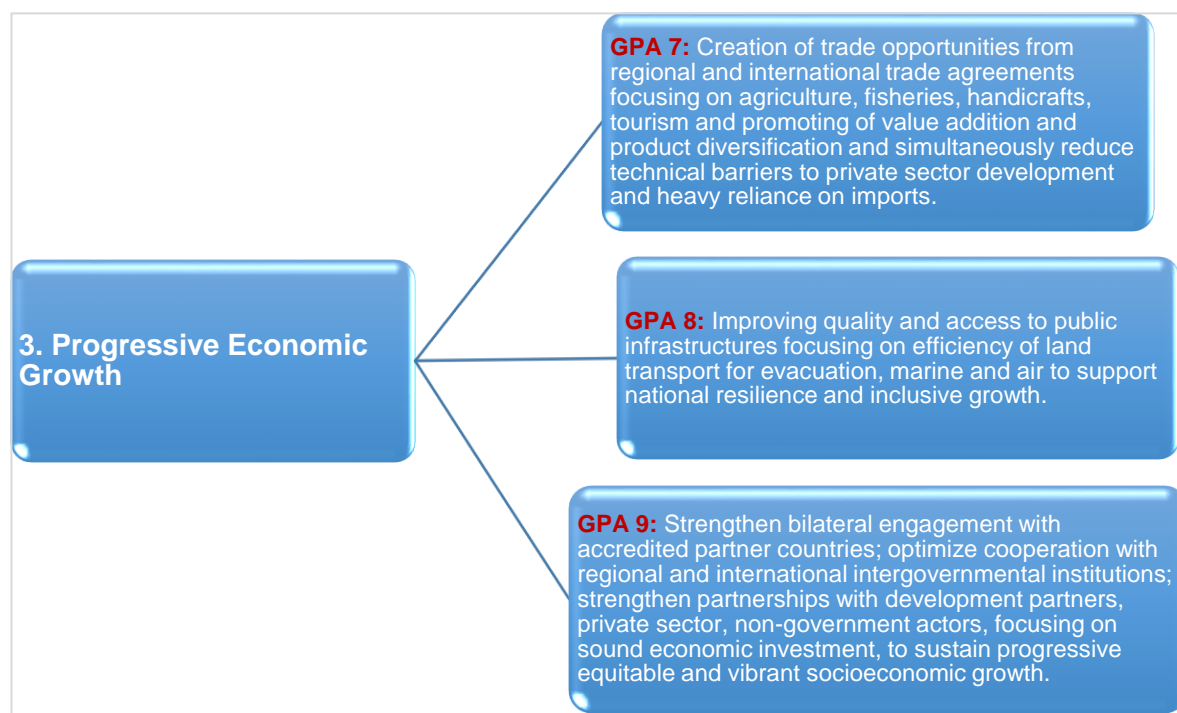 GPA 7: Creation of trade opportunities from
regional and international trade agreements
focusing on agriculture, fisheries, handicrafts,
tourism and promoting of value addition and
product diversification and simultaneously reduce
technical barriers to private sector development
and heavy reliance on imports.
3. Progressive Economic
Growth
GPA 8: Improving quality and access to public
infrastructures focusing on efficiency of land
transport for evacuation, marine and air to support
national resilience and inclusive growth.
GPA 9: Strengthen bilateral engagement with
accredited partner countries; optimize cooperation with
regional and international intergovernmental institutions;
strengthen partnerships with development partners,
private sector, non-government actors, focusing on
sound economic investment, to sustain progressive
equitable and vibrant socioeconomic growth.